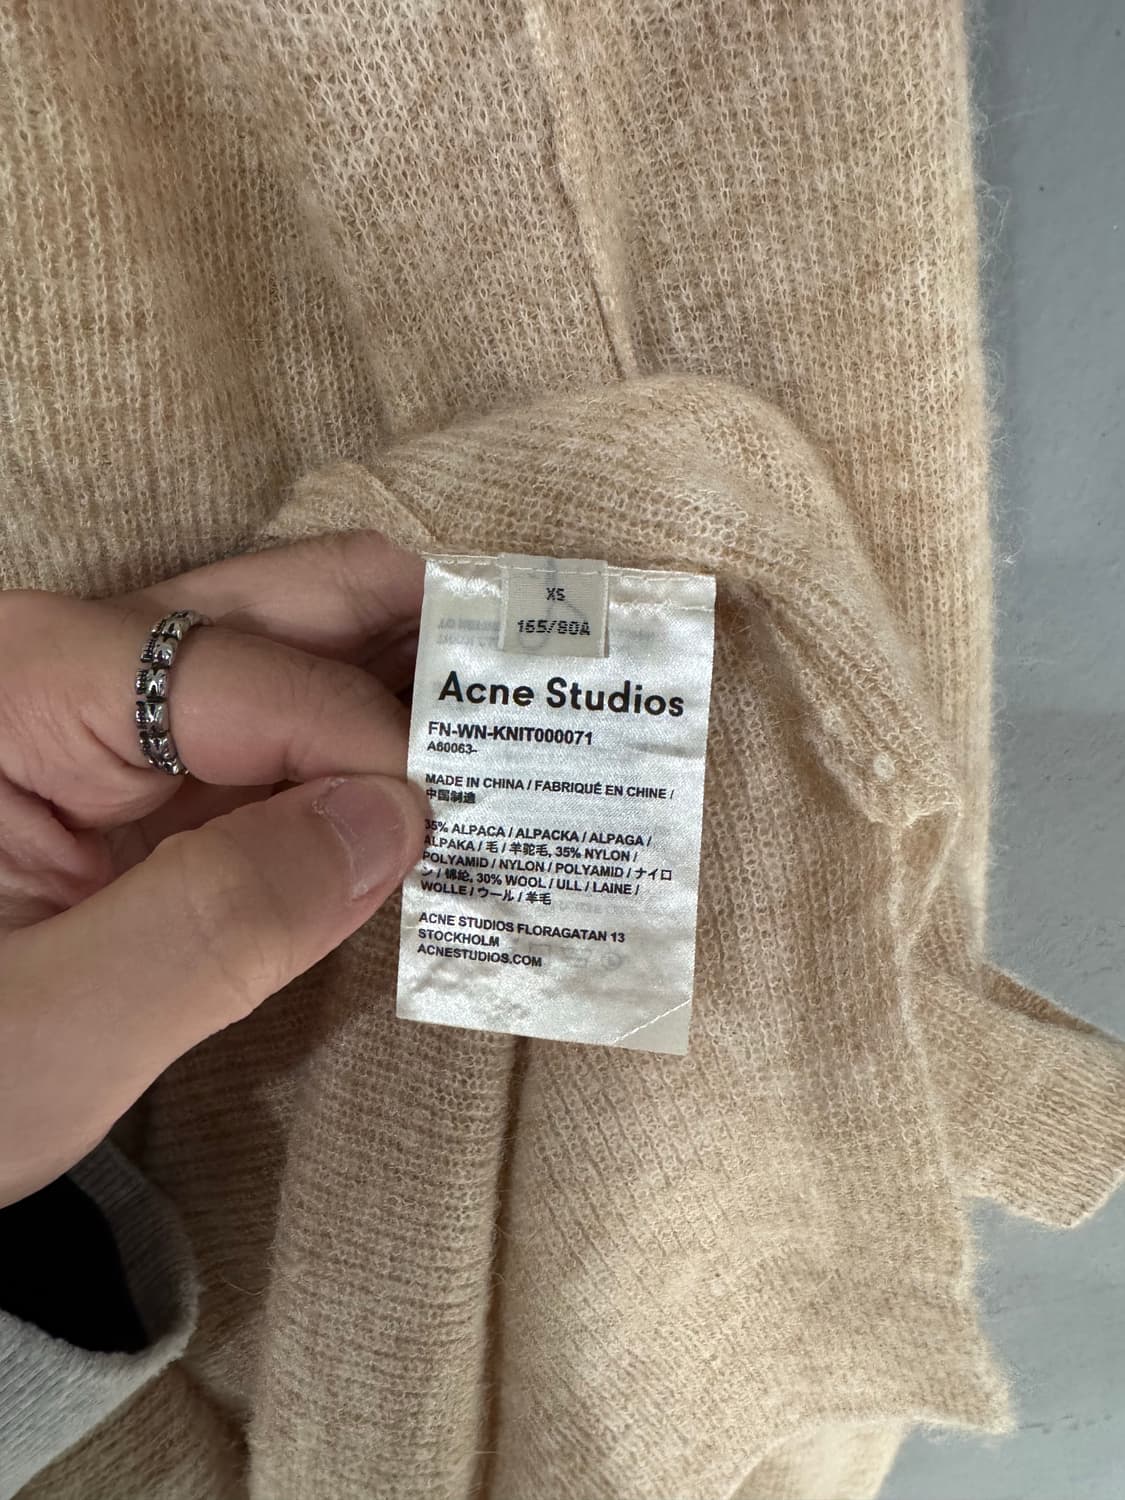 XS
165/80A
Acne Studios
FN-WN-KNIT000071
A60063-
MADE IN CHINA / FABRIQUÉ EN CHINE /
中国制造
35% ALPACA / ALPACKA / ALPAGA /
ALPAKA / 毛 / 羊驼毛, 35% NYLON /
POLYAMID / NYLON / POLYAMID / ナイロ
ン / 锦纶, 30% WOOL / ULL / LAINE /
WOLLE / ウール / 羊毛
ACNE STUDIOS FLORAGATAN 13
STOCKHOLM
ACNESTUDIOS.COM